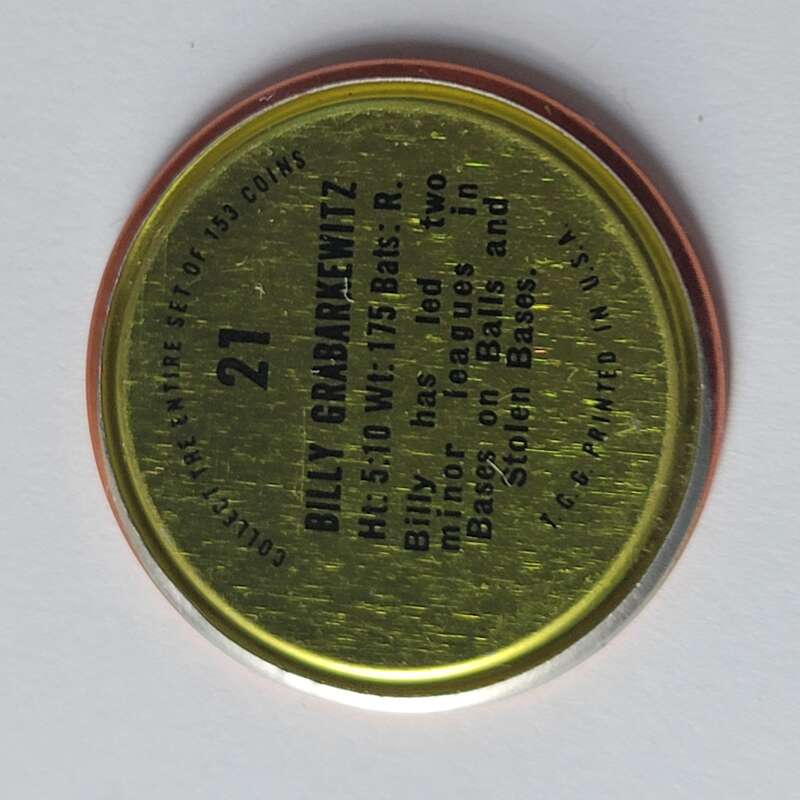 COLLECT THE ENTIRE SET OF 153 COINS
21
BILLY GRABARKEWITZ
Ht: 5:10 Wt: 175 Bats: R.
Billy has led two
minor leagues in
Bases on Balls and
Stolen Bases.
T.C.G. PRINTED IN U.S.A.